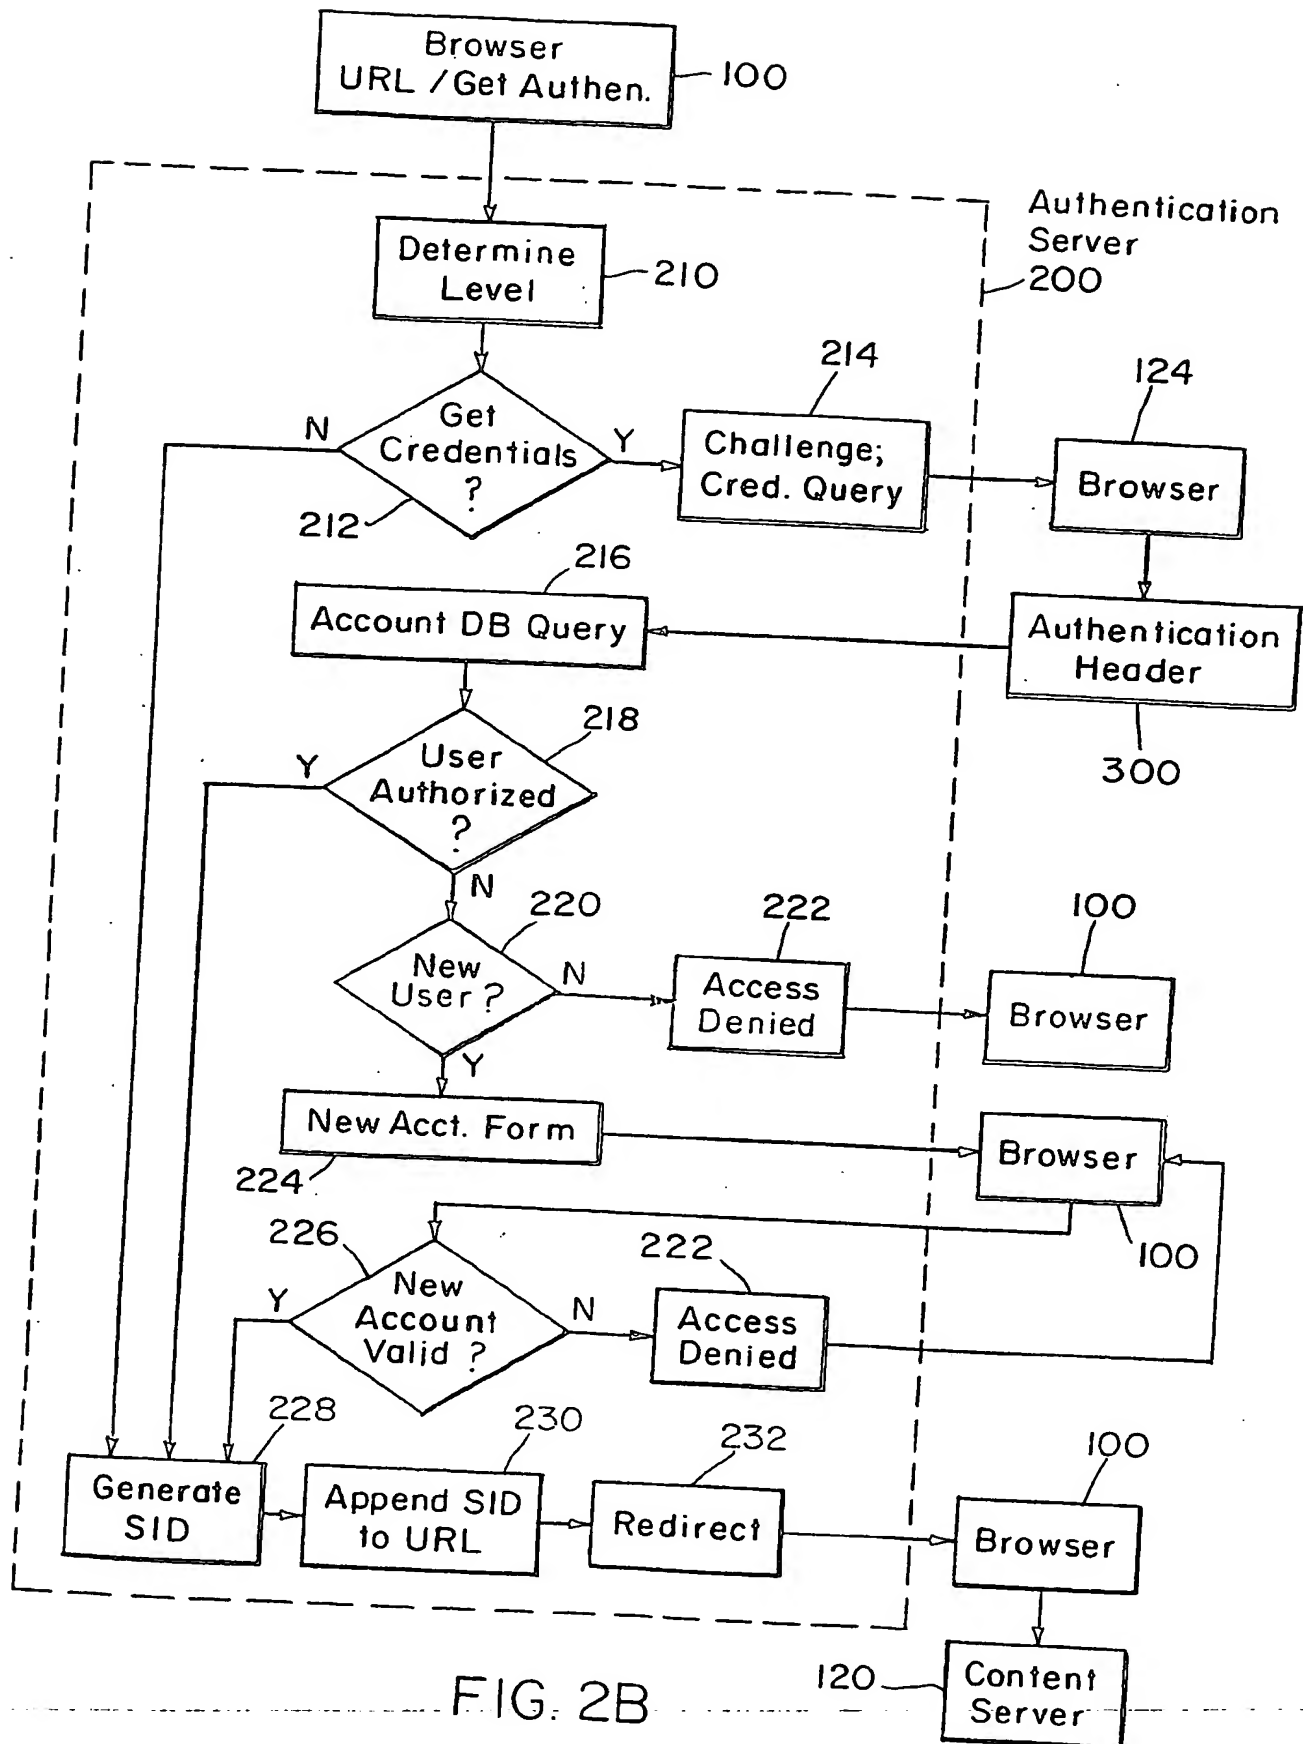 Browser
URL / Get Authen.
100
Authentication
Server
200
Determine
Level
210
Get
Credentials
?
N
Y
212
214
Challenge;
Cred. Query
124
Browser
216
Account DB Query
Authentication
Header
300
218
User
Authorized
?
Y
N
220
New
User ?
N
Y
222
Access
Denied
100
Browser
New Acct. Form
224
Browser
100
226
New
Account
Valid ?
Y
N
222
Access
Denied
228
Generate
SID
230
Append SID
to URL
232
Redirect
100
Browser
120
Content
Server
FIG. 2B